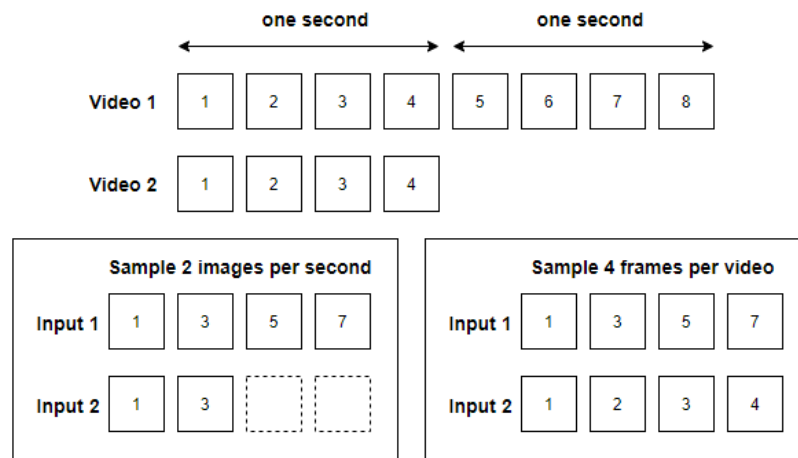 one second one second
Video 1 1 2 3 4 5 6 7 8
Video 2 1 2 3 4
Sample 2 images per second
Input 1 1 3 5 7
Input 2 1 3
Sample 4 frames per video
Input 1 1 3 5 7
Input 2 1 2 3 4